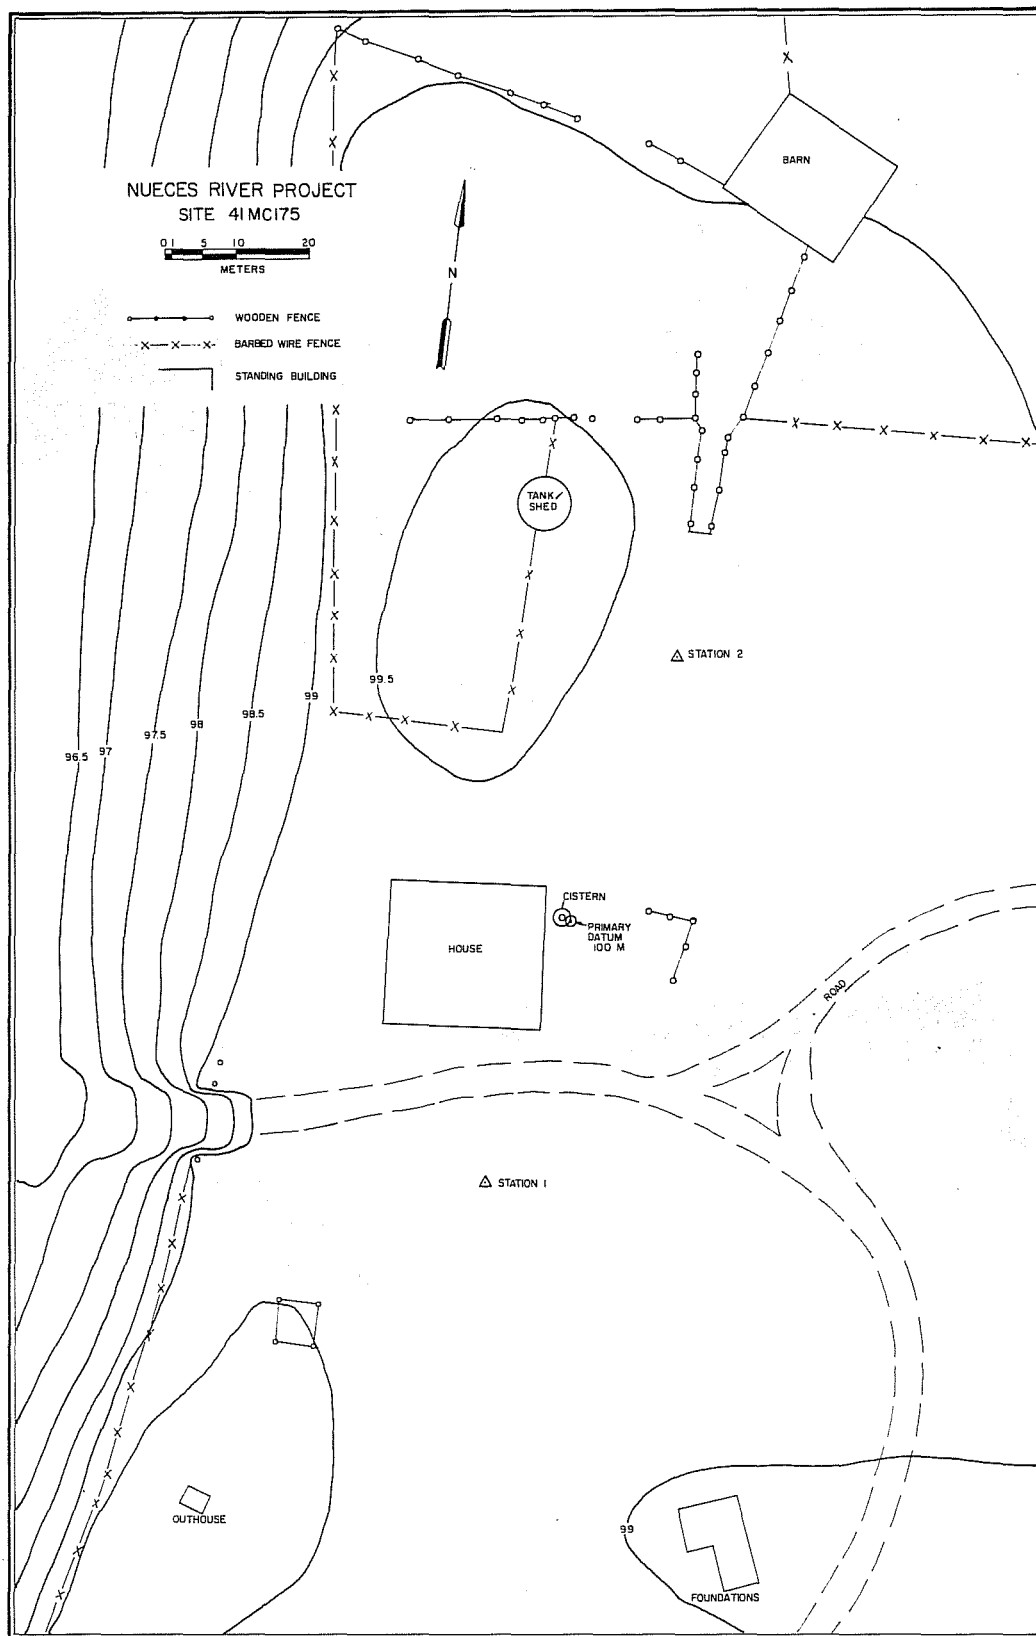 BARN
NUECES RIVER PROJECT
SITE 41MC175
0 1 5 10 20
METERS
N
WOODEN FENCE
BARBED WIRE FENCE
STANDING BUILDING
TANK/
SHED
STATION 2
99.5
99
98.5
98
97.5
97
96.5
CISTERN
PRIMARY
DATUM
100 M
HOUSE
ROAD
STATION 1
OUTHOUSE
99
FOUNDATIONS